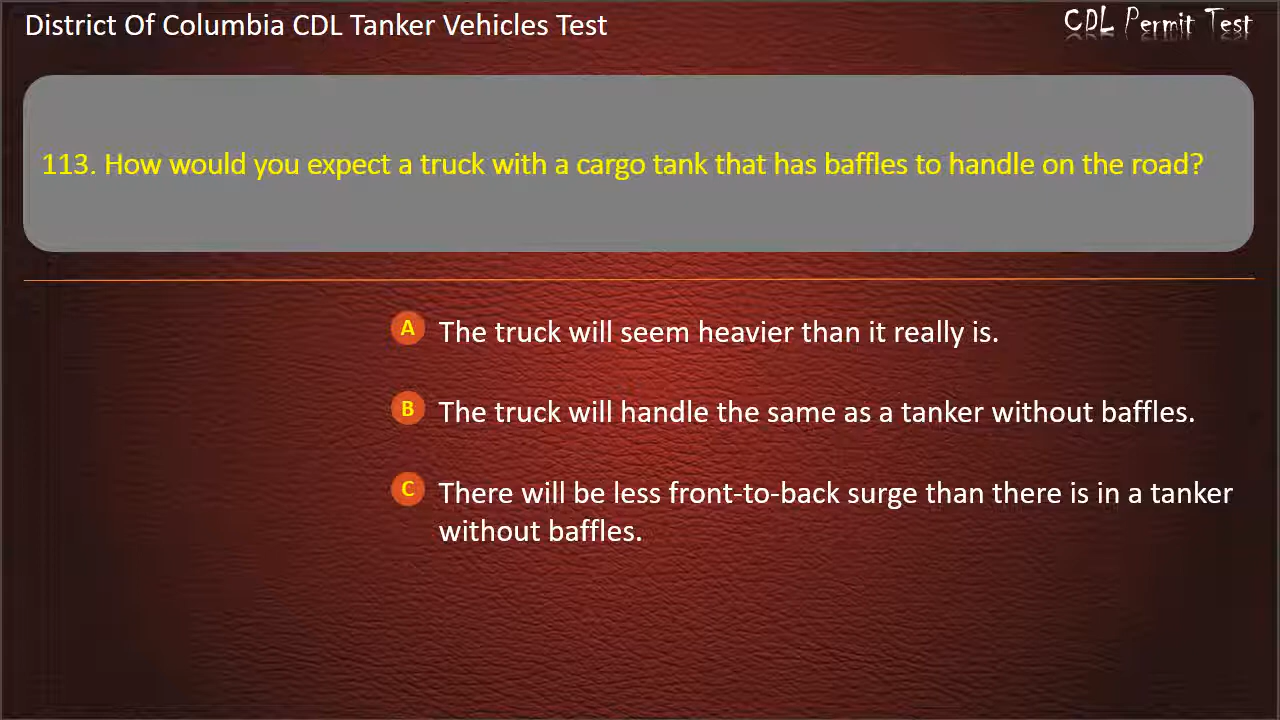 District Of Columbia CDL Tanker Vehicles Test
CDL Permit Test
113. How would you expect a truck with a cargo tank that has baffles to handle on the road?
A The truck will seem heavier than it really is.
B The truck will handle the same as a tanker without baffles.
C There will be less front-to-back surge than there is in a tanker
without baffles.